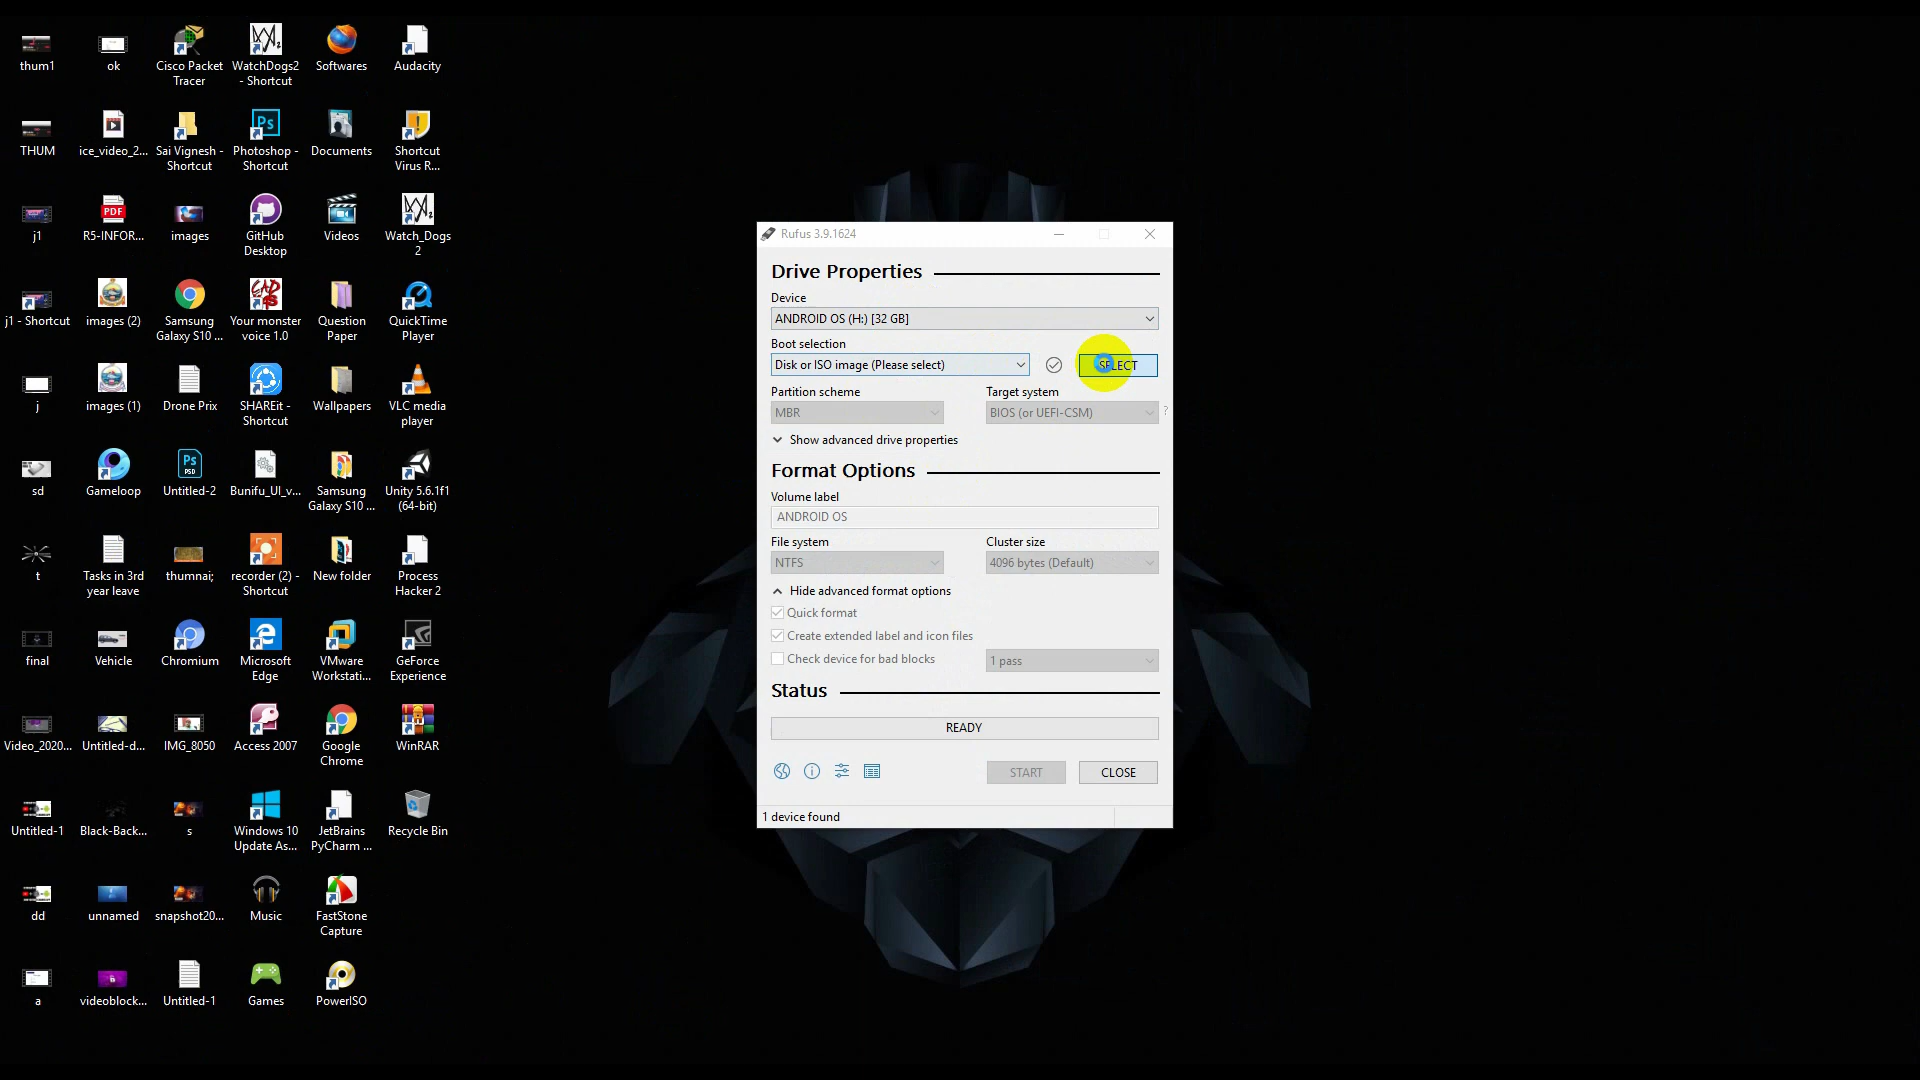 thum1
ok
Cisco Packet
Tracer
WatchDogs2
- Shortcut
Softwares
Audacity
THUM
ice_video_2...
Sai Vignesh -
Shortcut
Photoshop -
Shortcut
Documents
Shortcut
Virus R...
j1
R5-INFOR...
images
GitHub
Desktop
Videos
Watch_Dogs
2
j1 - Shortcut
images (2)
Samsung
Galaxy S10 ...
Your monster
voice 1.0
Question
Paper
QuickTime
Player
j
images (1)
Drone Prix
SHAREit -
Shortcut
Wallpapers
VLC media
player
sd
Gameloop
Untitled-2
Bunifu_UI_v...
Samsung
Galaxy S10 ...
Unity 5.6.1f1
(64-bit)
t
Tasks in 3rd
year leave
thumnai;
recorder (2) -
Shortcut
New folder
Process
Hacker 2
final
Vehicle
Chromium
Microsoft
Edge
VMware
Workstati...
GeForce
Experience
Video_2020...
Untitled-d...
IMG_8050
Access 2007
Google
Chrome
WinRAR
Untitled-1
Black-Back...
s
Windows 10
Update As...
JetBrains
PyCharm ...
Recycle Bin
dd
unnamed
snapshot20...
Music
FastStone
Capture
a
videoblock...
Untitled-1
Games
PowerISO
Rufus 3.9.1624
Drive Properties
Device
ANDROID OS (H:) [32 GB]
Boot selection
Disk or ISO image (Please select)
SELECT
Partition scheme
Target system
MBR
BIOS (or UEFI-CSM)
?
Show advanced drive properties
Format Options
Volume label
ANDROID OS
File system
Cluster size
NTFS
4096 bytes (Default)
Hide advanced format options
Quick format
Create extended label and icon files
Check device for bad blocks
1 pass
Status
READY
START
CLOSE
1 device found